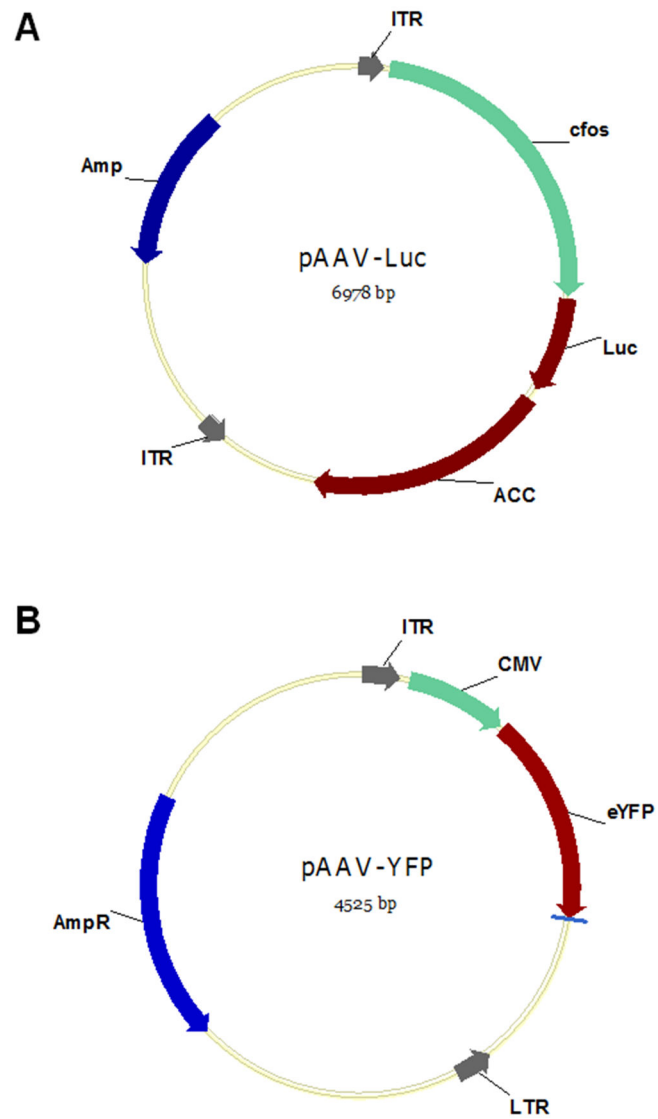 A
ITR
cfos
Amp
pAAV-Luc
6978 bp
Luc
ITR
ACC
B
ITR
CMV
eYFP
pAAV-YFP
4525 bp
AmpR
LTR